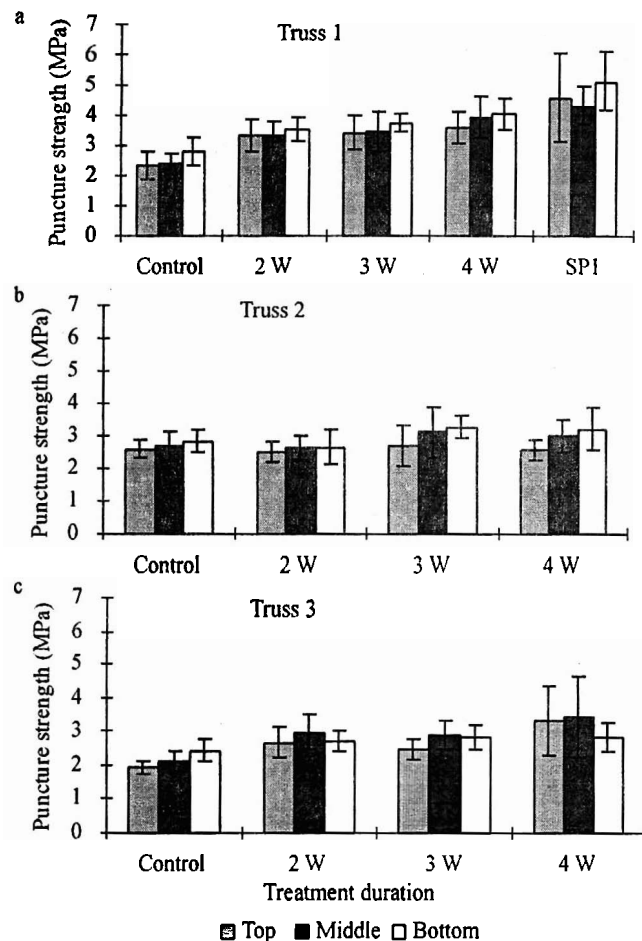 a
Truss 1
Puncture strength (MPa)
7
6
5
4
3
2
1
0
Control 2 W 3 W 4 W SP1
b
Truss 2
Puncture strength (MPa)
7
6
5
4
3
2
1
0
Control 2 W 3 W 4 W
c
Truss 3
Puncture strength (MPa)
7
6
5
4
3
2
1
0
Control 2 W 3 W 4 W
Treatment duration
Top Middle Bottom